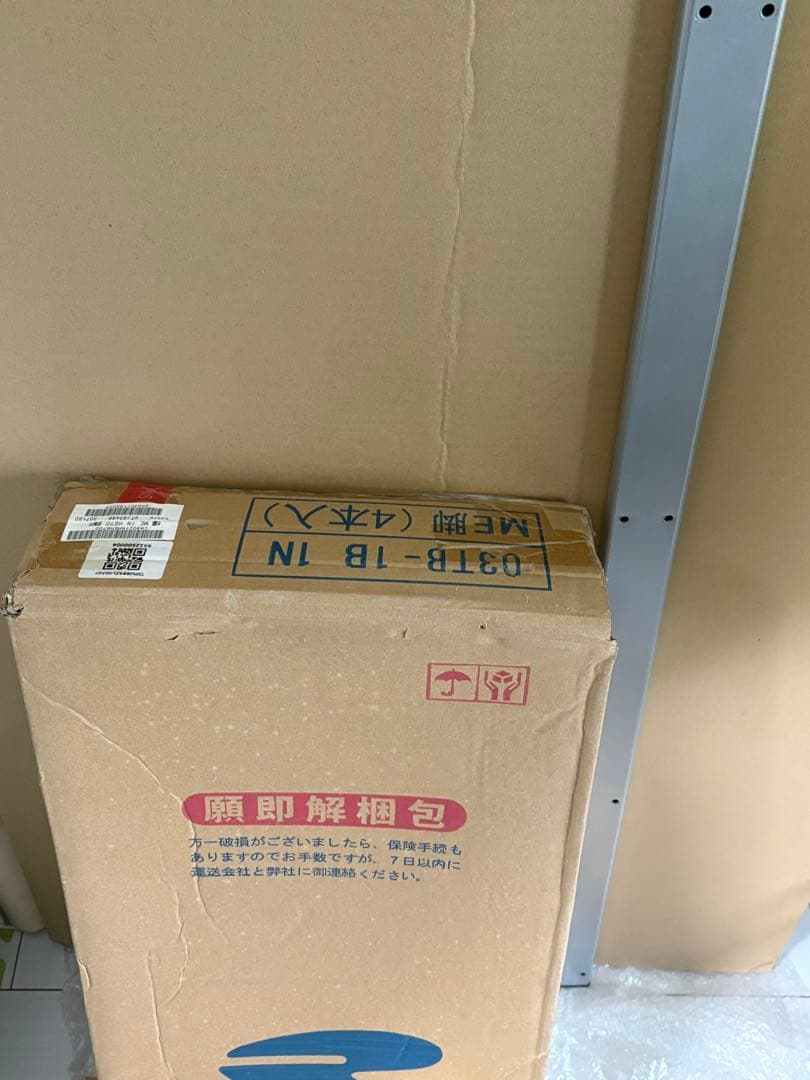 03TB-1B 1N
ME脚（4本入）
願即解梱包
万一破損がございましたら、保険手続も
ありますのでお手数ですが、7日以内に
運送会社と弊社に御連絡ください。